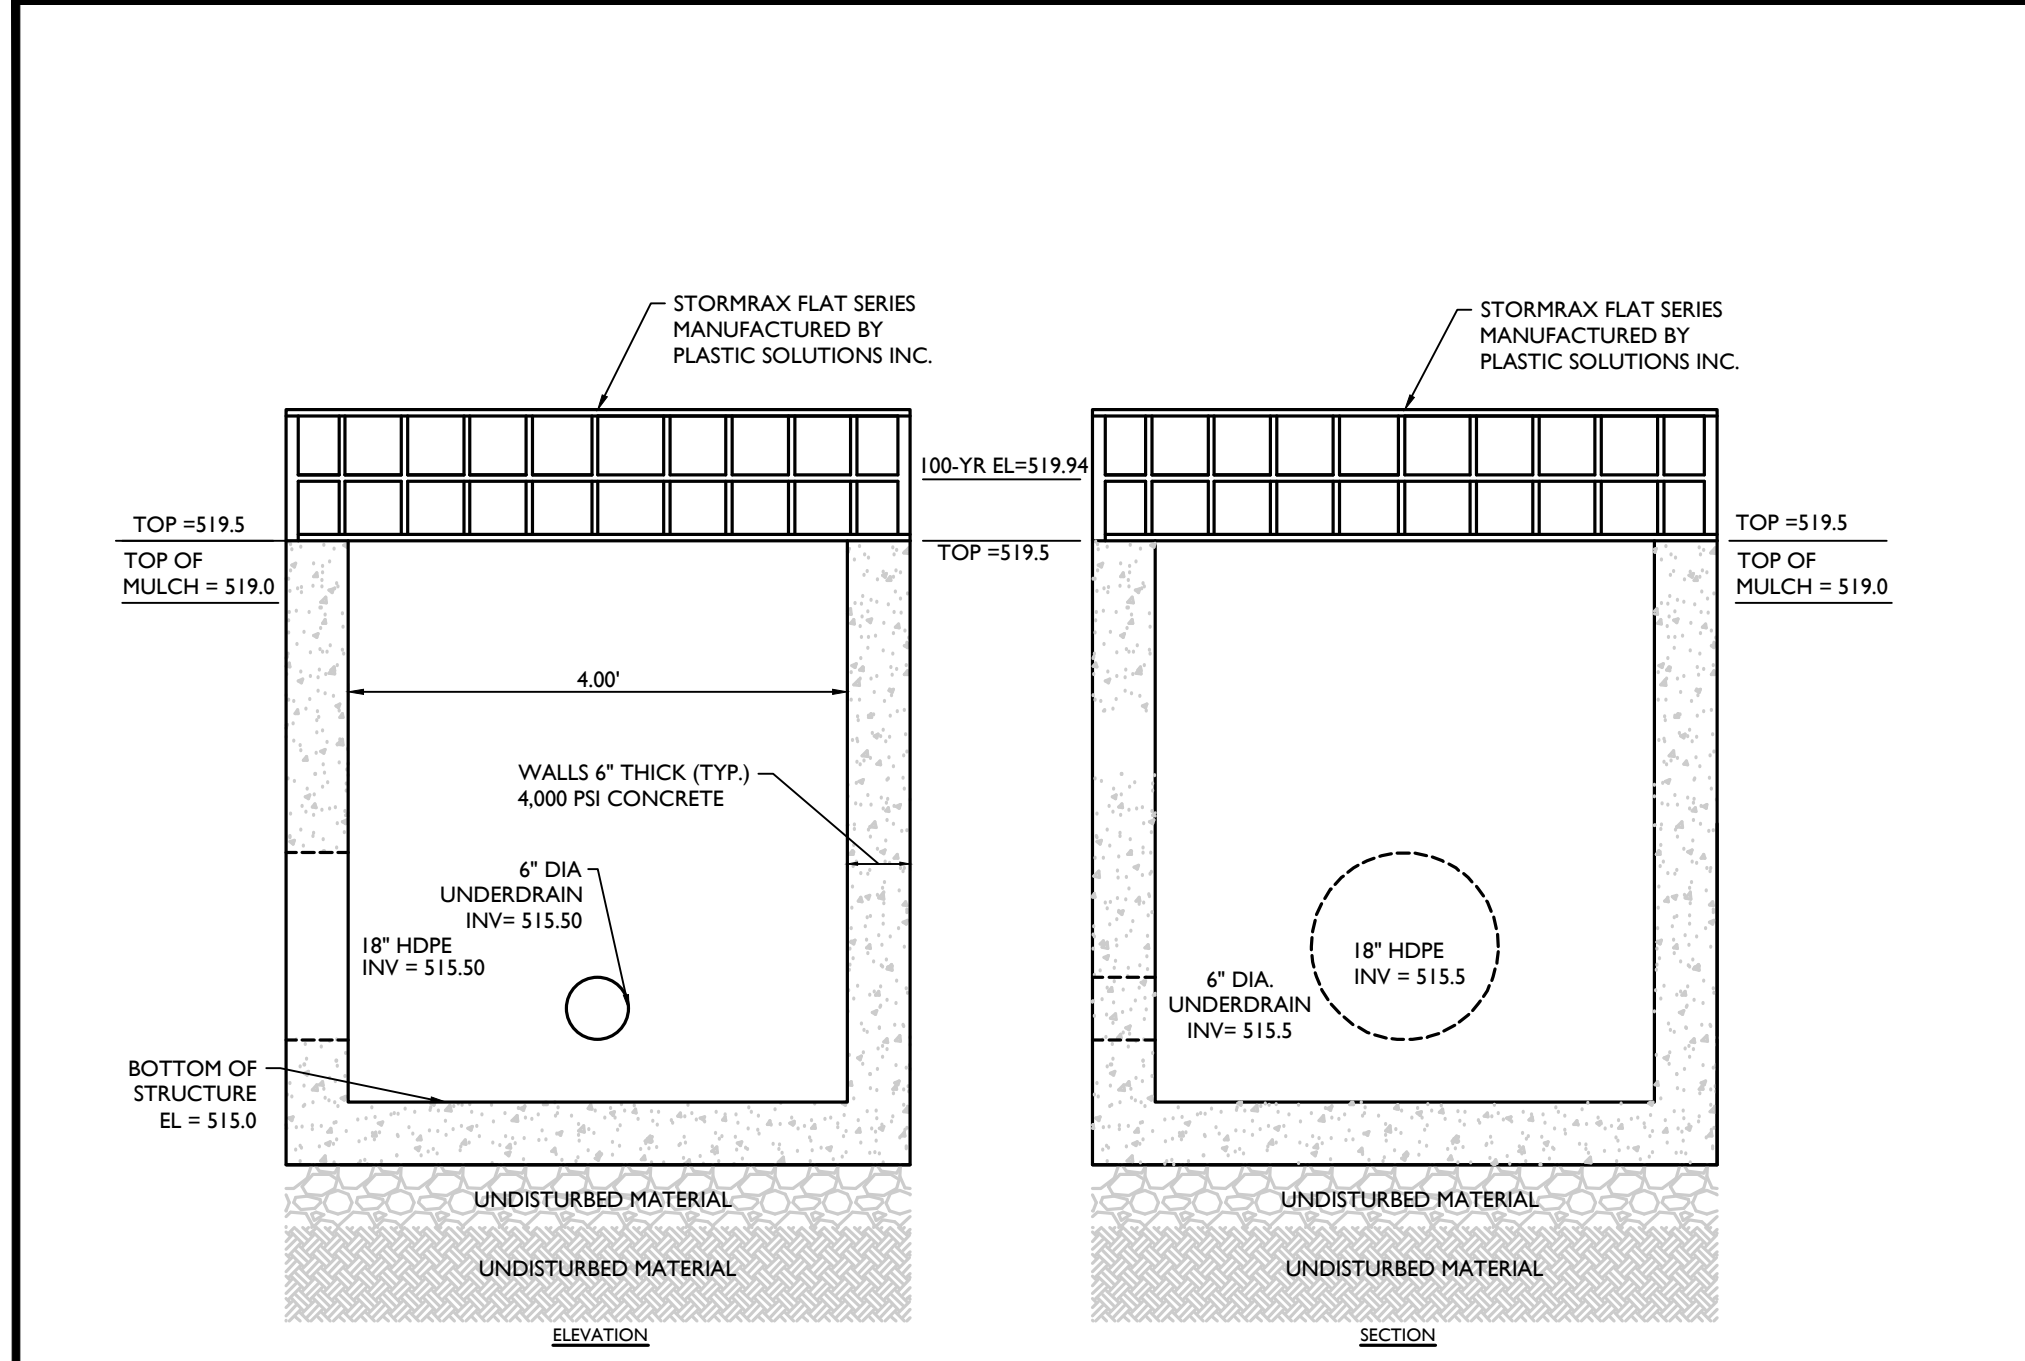 STORMRAX FLAT SERIES
MANUFACTURED BY
PLASTIC SOLUTIONS INC.
100-YR EL=519.94
TOP =519.5
TOP OF
MULCH = 519.0
TOP =519.5
4.00'
WALLS 6" THICK (TYP.)
4,000 PSI CONCRETE
6" DIA
UNDERDRAIN
INV= 515.50
18" HDPE
INV = 515.50
BOTTOM OF
STRUCTURE
EL = 515.0
UNDISTURBED MATERIAL
UNDISTURBED MATERIAL
ELEVATION
STORMRAX FLAT SERIES
MANUFACTURED BY
PLASTIC SOLUTIONS INC.
TOP =519.5
TOP OF
MULCH = 519.0
18" HDPE
INV = 515.5
6" DIA.
UNDERDRAIN
INV= 515.5
UNDISTURBED MATERIAL
UNDISTURBED MATERIAL
SECTION